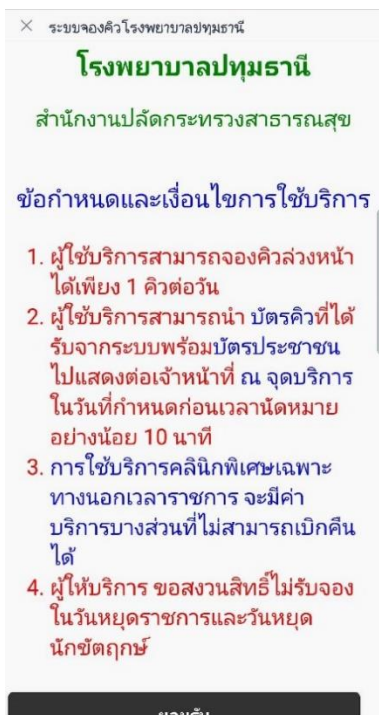 × ระบบจองคิวโรงพยาบาลปทุมธานี
โรงพยาบาลปทุมธานี
สำนักงานปลัดกระทรวงสาธารณสุข
ข้อกำหนดและเงื่อนไขการใช้บริการ
1. ผู้ใช้บริการสามารถจองคิวล่วงหน้า
ได้เพียง 1 คิวต่อวัน
2. ผู้ใช้บริการสามารถนำ บัตรคิวที่ได้
รับจากระบบพร้อมบัตรประชาชน
ไปแสดงต่อเจ้าหน้าที่ ณ จุดบริการ
ในวันที่กำหนดก่อนเวลานัดหมาย
อย่างน้อย 10 นาที
3. การใช้บริการคลินิกพิเศษเฉพาะ
ทางนอกเวลาราชการ จะมีค่า
บริการบางส่วนที่ไม่สามารถเบิกคืน
ได้
4. ผู้ให้บริการ ขอสงวนสิทธิ์ไม่รับจอง
ในวันหยุดราชการและวันหยุด
นักขัตฤกษ์
ยอมรับ